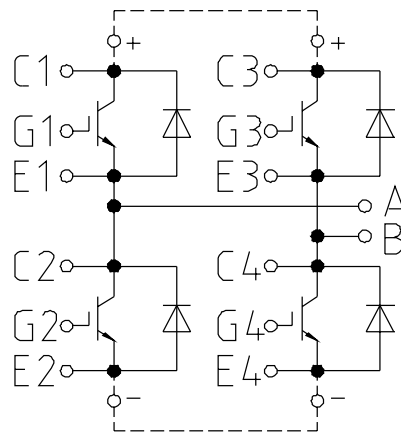 + +
C1 C3
G1 G3
E1 E3
A
B
C2 C4
G2 G4
E2 E4
- -